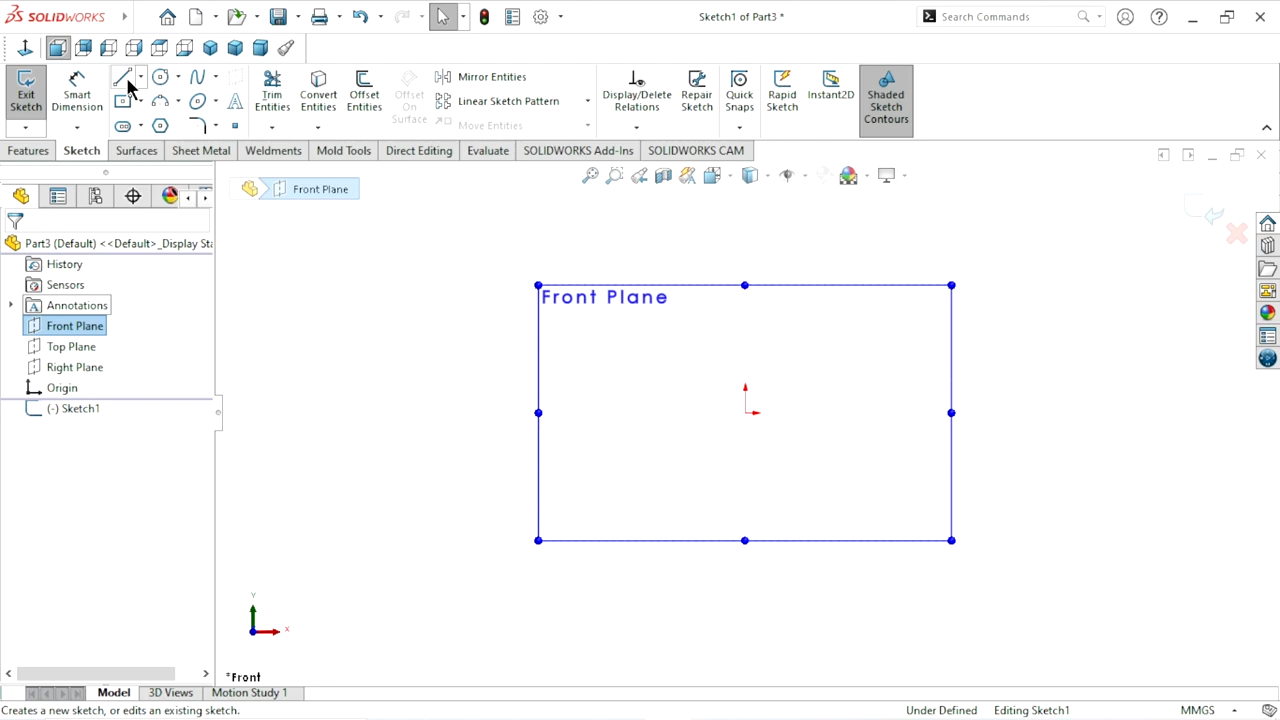 SOLIDWORKS
Sketch1 of Part3 *
Search Commands
Exit Sketch
Smart Dimension
Trim Entities
Convert Entities
Offset Entities
Offset On Surface
Mirror Entities
Linear Sketch Pattern
Move Entities
Display/Delete Relations
Repair Sketch
Quick Snaps
Rapid Sketch
Instant2D
Shaded Sketch Contours
Features
Sketch
Surfaces
Sheet Metal
Weldments
Mold Tools
Direct Editing
Evaluate
SOLIDWORKS Add-Ins
SOLIDWORKS CAM
Front Plane
Part3 (Default) <<Default>_Display Sta
History
Sensors
Annotations
Front Plane
Top Plane
Right Plane
Origin
(-) Sketch1
Front Plane
Y
X
*Front
Model
3D Views
Motion Study 1
Creates a new sketch, or edits an existing sketch.
Under Defined
Editing Sketch1
MMGS